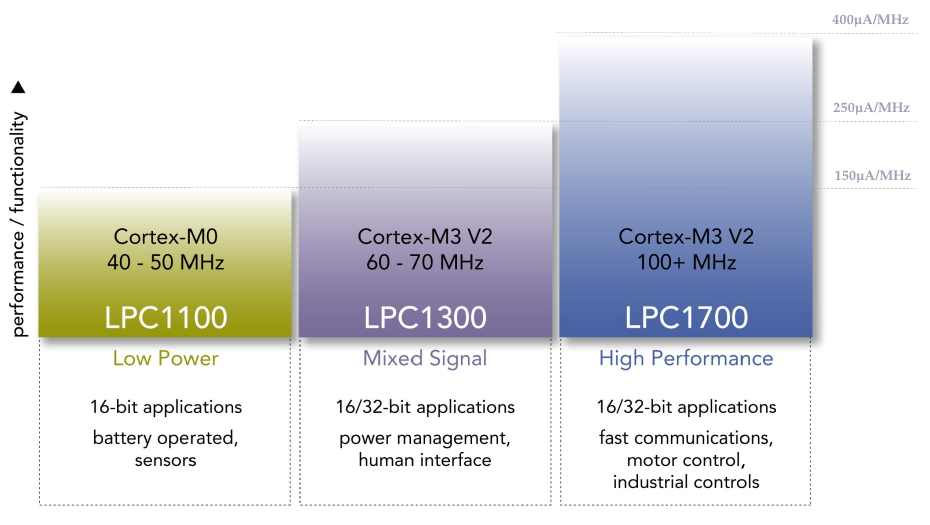 400µA/MHz
250µA/MHz
150µA/MHz
performance / functionality ▲
Cortex-M0
40 - 50 MHz
LPC1100
Low Power
16-bit applications
battery operated,
sensors
Cortex-M3 V2
60 - 70 MHz
LPC1300
Mixed Signal
16/32-bit applications
power management,
human interface
Cortex-M3 V2
100+ MHz
LPC1700
High Performance
16/32-bit applications
fast communications,
motor control,
industrial controls